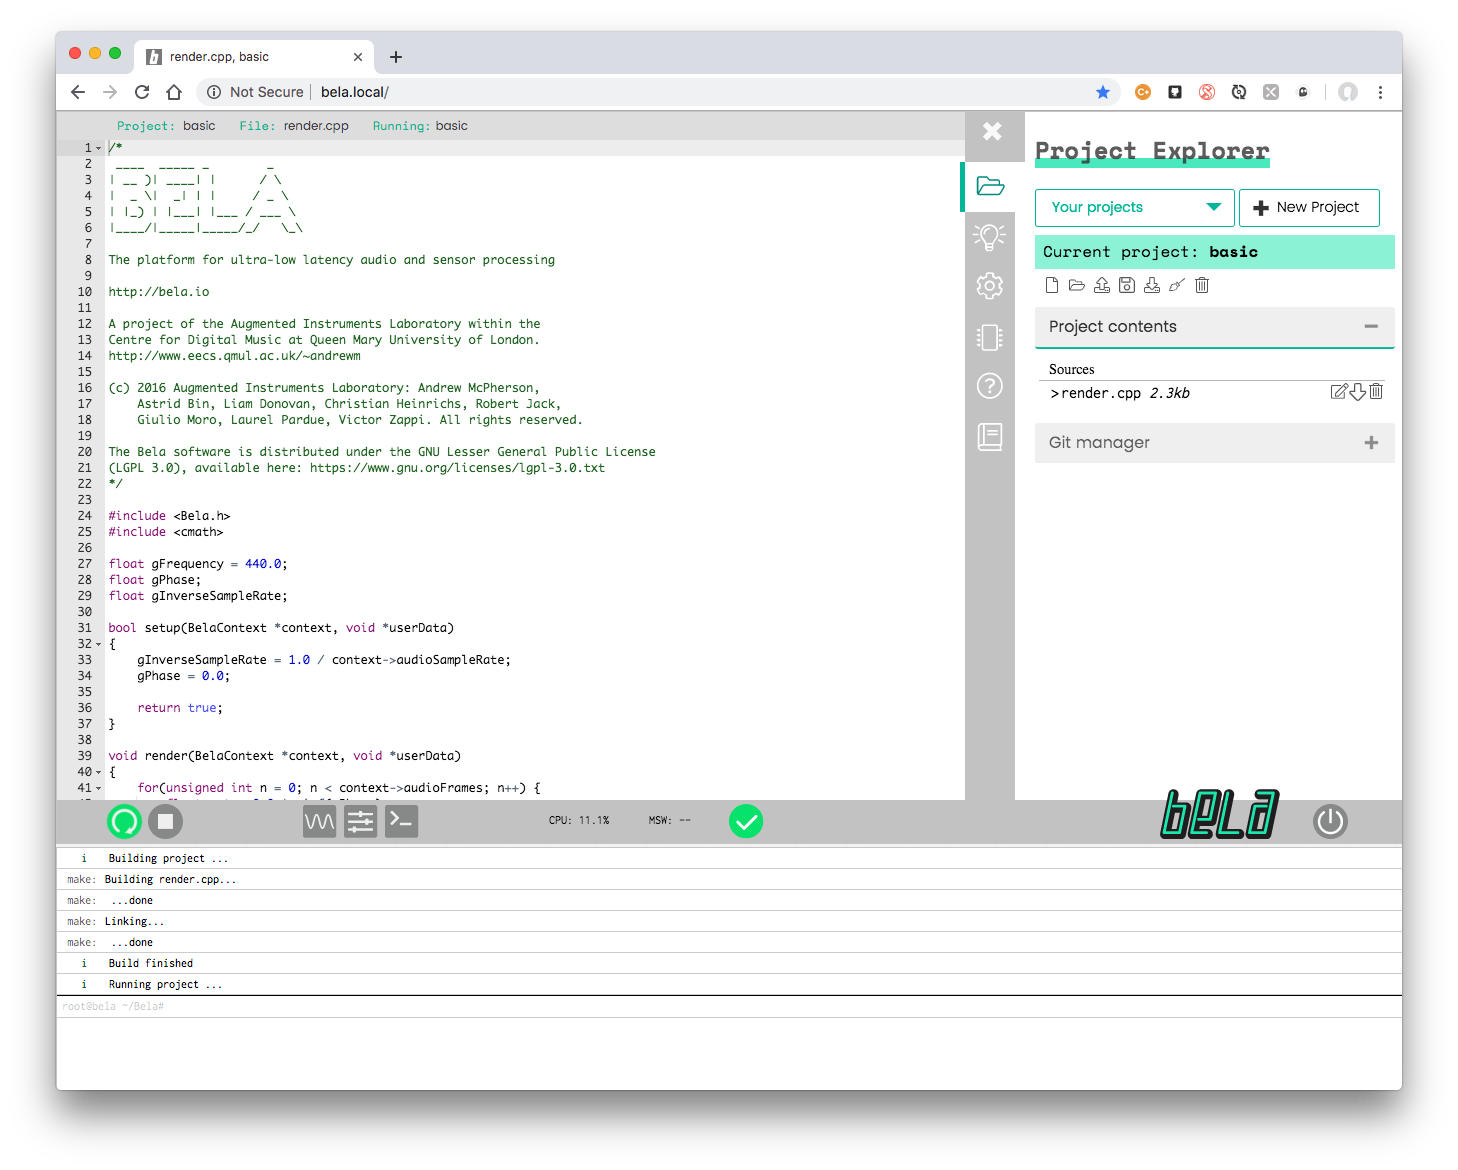 render.cpp, basic
Not Secure | bela.local/
Project: basic File: render.cpp Running: basic
1 /*
2  ____  _____ _        _
3 | __ )| ____| |      / \
4 |  _ \|  _| | |     / _ \
5 | |_) | |___| |___ / ___ \
6 |____/|_____|_____/_/   \_\
7
8 The platform for ultra-low latency audio and sensor processing
9
10 http://bela.io
11
12 A project of the Augmented Instruments Laboratory within the
13 Centre for Digital Music at Queen Mary University of London.
14 http://www.eecs.qmul.ac.uk/~andrewm
15
16 (c) 2016 Augmented Instruments Laboratory: Andrew McPherson,
17     Astrid Bin, Liam Donovan, Christian Heinrichs, Robert Jack,
18     Giulio Moro, Laurel Pardue, Victor Zappi. All rights reserved.
19
20 The Bela software is distributed under the GNU Lesser General Public License
21 (LGPL 3.0), available here: https://www.gnu.org/licenses/lgpl-3.0.txt
22 */
23
24 #include <Bela.h>
25 #include <cmath>
26
27 float gFrequency = 440.0;
28 float gPhase;
29 float gInverseSampleRate;
30
31 bool setup(BelaContext *context, void *userData)
32 {
33     gInverseSampleRate = 1.0 / context->audioSampleRate;
34     gPhase = 0.0;
35
36     return true;
37 }
38
39 void render(BelaContext *context, void *userData)
40 {
41     for(unsigned int n = 0; n < context->audioFrames; n++) {
Project Explorer
Your projects
New Project
Current project: basic
Project contents
Sources
>render.cpp 2.3kb
Git manager
CPU: 11.1% MSW: --
bela
i Building project ...
make: Building render.cpp...
make: ...done
make: Linking...
make: ...done
i Build finished
i Running project ...
root@bela ~/Bela#